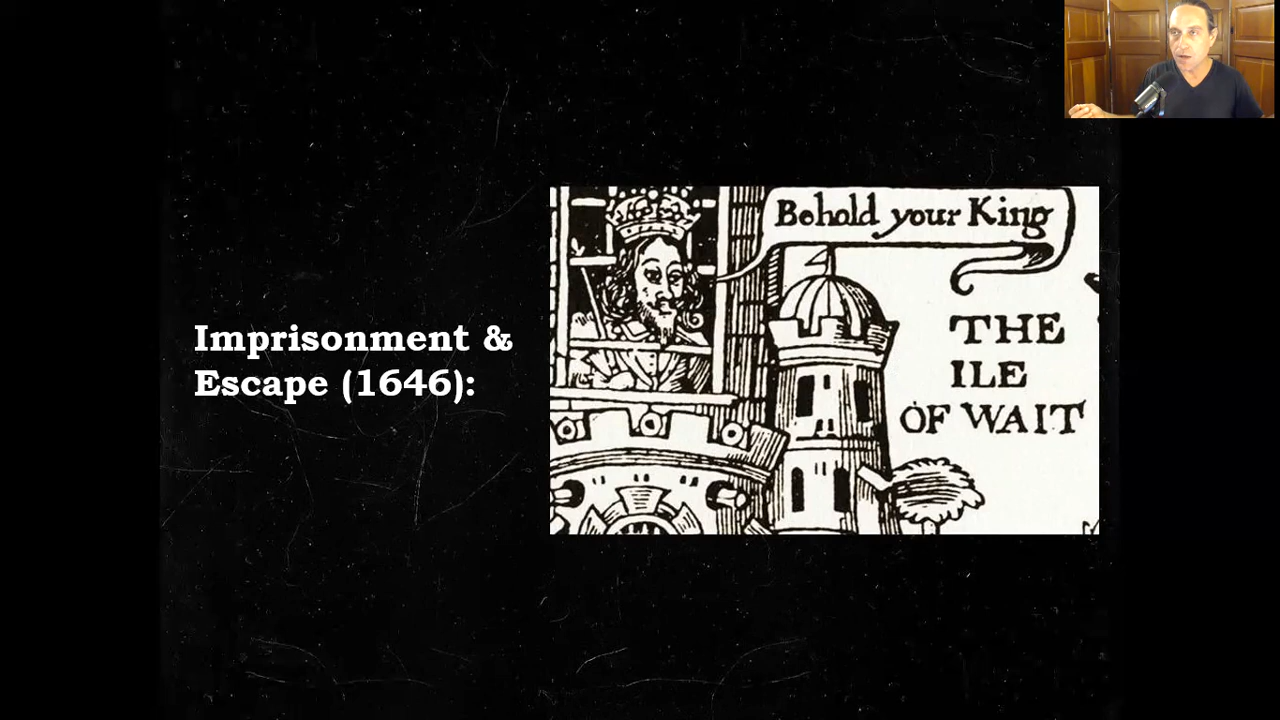 Imprisonment &
Escape (1646):
Behold your King
THE
ILE
OF WAIT